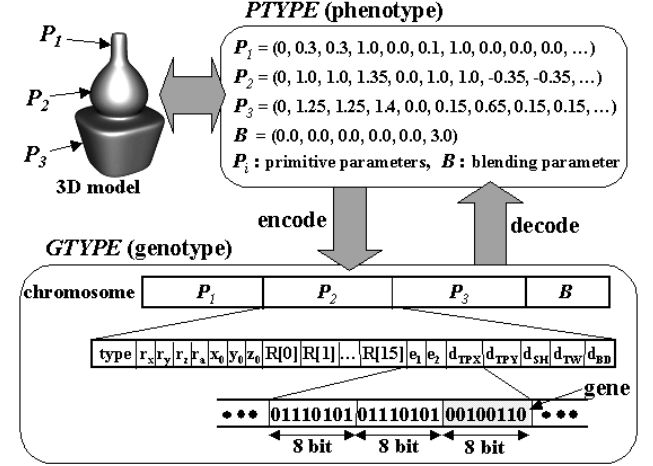 PTYPE (phenotype)
P1
P2
P3
3D model
P1 = (0, 0.3, 0.3, 1.0, 0.0, 0.1, 1.0, 0.0, 0.0, 0.0, …)
P2 = (0, 1.0, 1.0, 1.35, 0.0, 1.0, 1.0, -0.35, -0.35, …)
P3 = (0, 1.25, 1.25, 1.4, 0.0, 0.15, 0.65, 0.15, 0.15, …)
B = (0.0, 0.0, 0.0, 0.0, 0.0, 3.0)
Pi : primitive parameters, B : blending parameter
encode
decode
GTYPE (genotype)
chromosome P1 P2 P3 B
type rx ry rz ra x0 y0 z0 R[0] R[1] … R[15] e1 e2 dTPX dTPY dSH dTW dBD
gene
••• 01110101 01110101 00100110 •••
8 bit 8 bit 8 bit